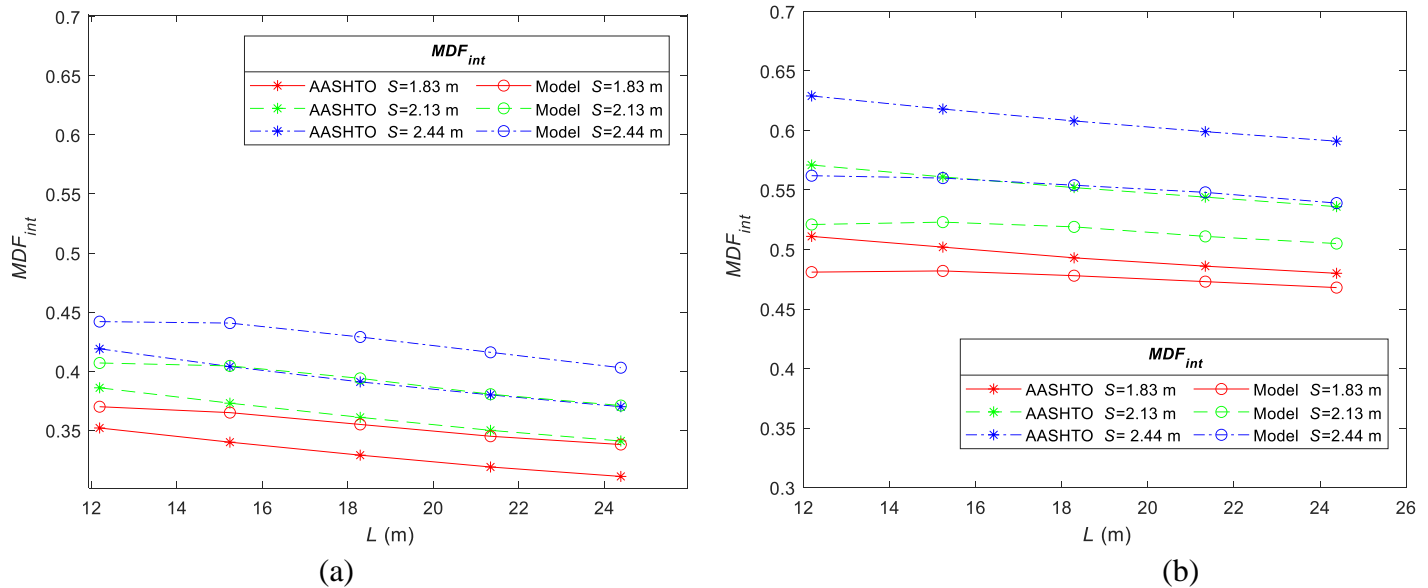 0.7
0.65
0.6
0.55
0.5
0.45
0.4
0.35
MDF_int
MDF_int
AASHTO S=1.83 m Model S=1.83 m
AASHTO S=2.13 m Model S=2.13 m
AASHTO S= 2.44 m Model S=2.44 m
12 14 16 18 20 22 24
L (m)
(a)
0.7
0.65
0.6
0.55
0.5
0.45
0.4
0.35
0.3
MDF_int
MDF_int
AASHTO S=1.83 m Model S=1.83 m
AASHTO S=2.13 m Model S=2.13 m
AASHTO S= 2.44 m Model S=2.44 m
12 14 16 18 20 22 24 26
L (m)
(b)